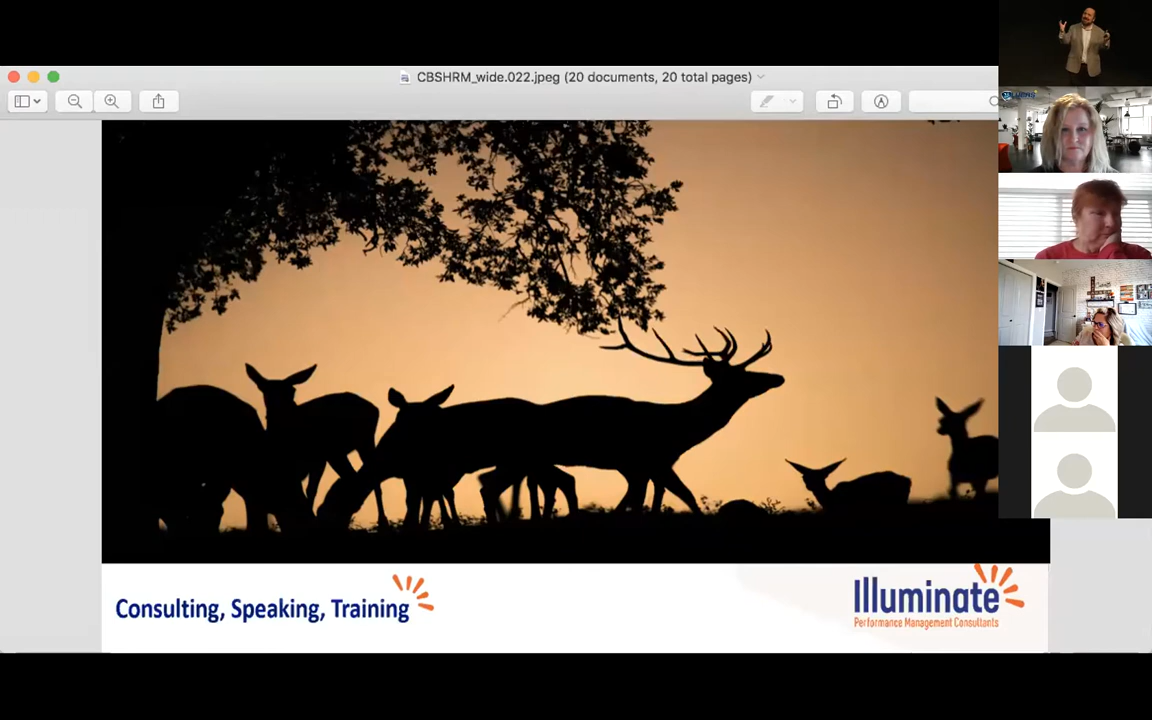 CBSHRM_wide.022.jpeg (20 documents, 20 total pages)
Consulting, Speaking, Training
Illuminate
Performance Management Consultants